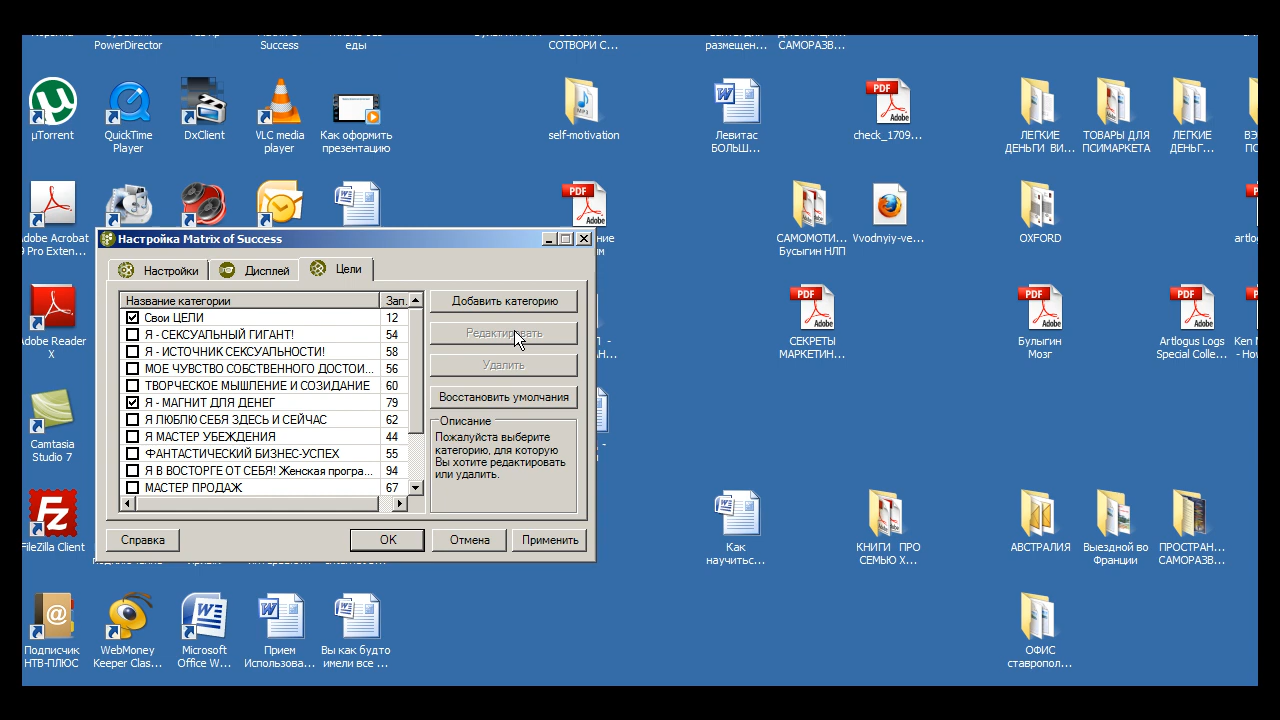 PowerDirector
Success
еды
СОТВОРИ С...
размещен...
САМОРАЗВ...
µTorrent
QuickTime
Player
DxClient
VLC media
player
Как оформить
презентацию
self-motivation
Левитас
БОЛЬШ...
check_1709...
ЛЕГКИЕ
ДЕНЬГИ ВИ...
ТОВАРЫ ДЛЯ
ПСИМАРКЕТА
ЛЕГКИЕ
ДЕНЬГ...
Adobe Acrobat
9 Pro Exten...
САМОМОТИ...
Бусыгин НЛП
Vvodnyiy-ve...
OXFORD
artlo
Настройка Matrix of Success
Настройки
Дисплей
Цели
Название категории
Зап.
Свои ЦЕЛИ
12
Я - СЕКСУАЛЬНЫЙ ГИГАНТ!
54
Я - ИСТОЧНИК СЕКСУАЛЬНОСТИ!
58
МОЕ ЧУВСТВО СОБСТВЕННОГО ДОСТОИ...
56
ТВОРЧЕСКОЕ МЫШЛЕНИЕ И СОЗИДАНИЕ
60
Я - МАГНИТ ДЛЯ ДЕНЕГ
79
Я ЛЮБЛЮ СЕБЯ ЗДЕСЬ И СЕЙЧАС
62
Я МАСТЕР УБЕЖДЕНИЯ
44
ФАНТАСТИЧЕСКИЙ БИЗНЕС-УСПЕХ
55
Я В ВОСТОРГЕ ОТ СЕБЯ! Женская програ...
94
МАСТЕР ПРОДАЖ
67
Добавить категорию
Редактировать
Удалить
Восстановить умолчания
Описание
Пожалуйста выберите
категорию, для которую
Вы хотите редактировать
или удалить.
Справка
OK
Отмена
Применить
Adobe Reader
X
СЕКРЕТЫ
МАРКЕТИН...
Булыгин
Мозг
Artlogus Logs
Special Colle...
Ken
- Ho
Camtasia
Studio 7
FileZilla Client
Как
научитьс...
КНИГИ ПРО
СЕМЬЮ Х...
АВСТРАЛИЯ
Выездной во
Франции
ПРОСТРАН...
САМОРАЗВ...
Подписчик
НТВ-ПЛЮС
WebMoney
Keeper Clas...
Microsoft
Office W...
Прием
Использова...
Вы как будто
имели все ...
ОФИС
ставропол...